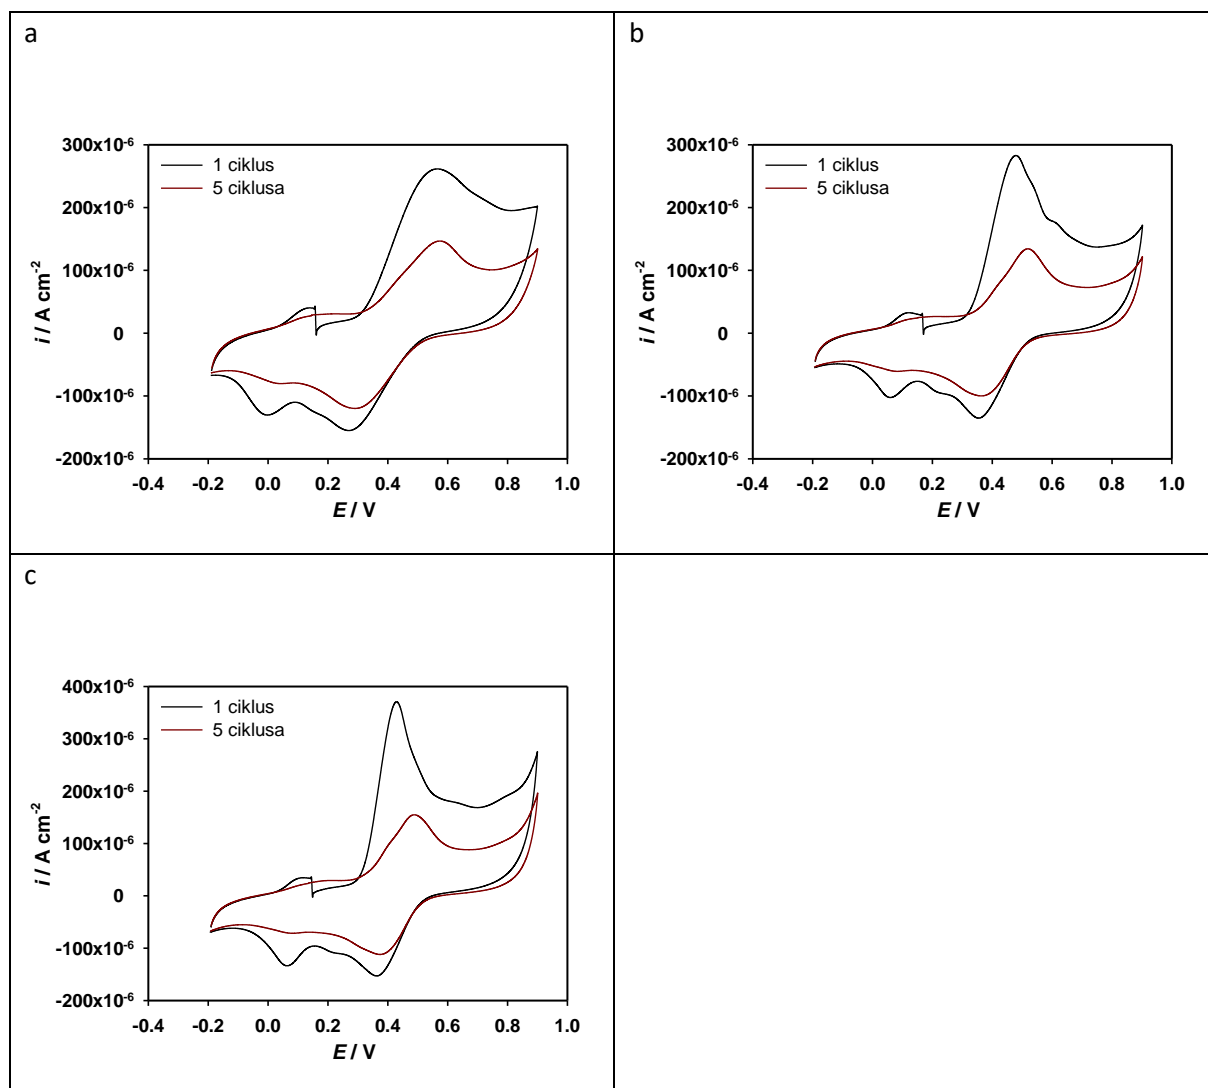 a
300x10-6
200x10-6
100x10-6
0
-100x10-6
-200x10-6
i / A cm-2
1 ciklus
5 ciklusa
-0.4 -0.2 0.0 0.2 0.4 0.6 0.8 1.0
E / V
b
300x10-6
200x10-6
100x10-6
0
-100x10-6
-200x10-6
i / A cm-2
1 ciklus
5 ciklusa
-0.4 -0.2 0.0 0.2 0.4 0.6 0.8 1.0
E / V
c
400x10-6
300x10-6
200x10-6
100x10-6
0
-100x10-6
-200x10-6
i / A cm-2
1 ciklus
5 ciklusa
-0.4 -0.2 0.0 0.2 0.4 0.6 0.8 1.0
E / V